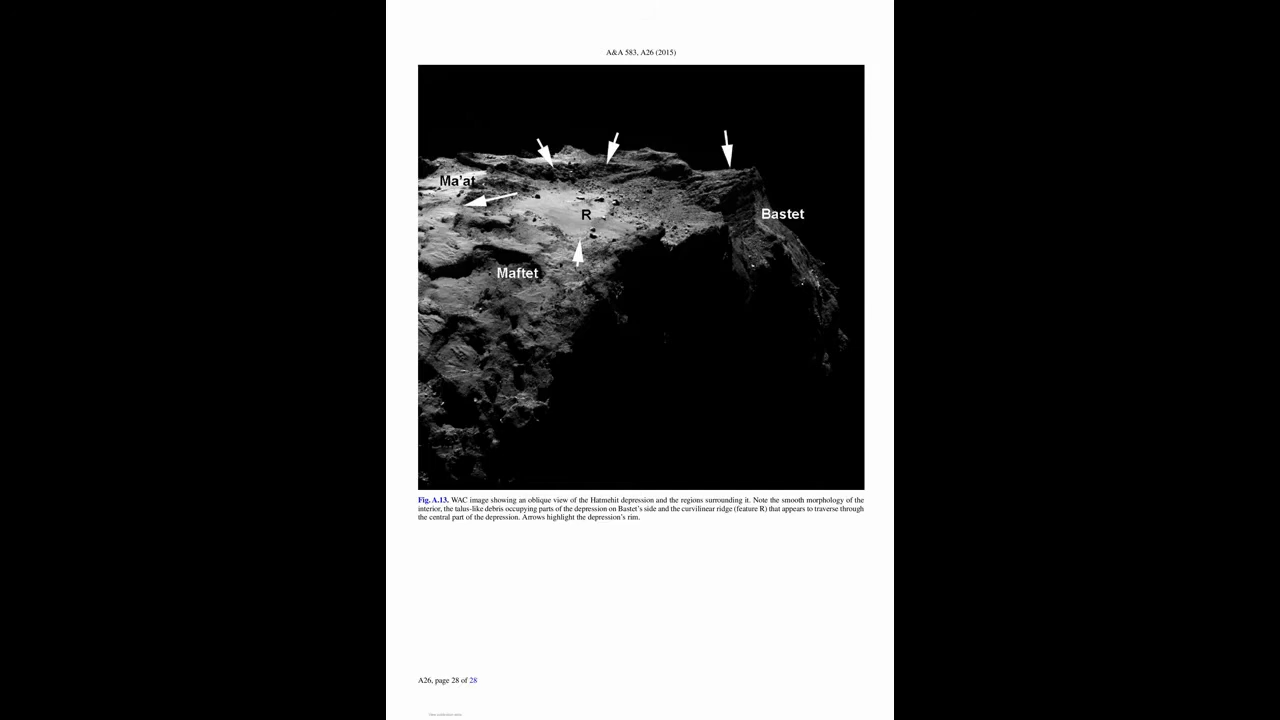 A&A 583, A26 (2015)
Ma'at
R
Bastet
Maftet
Fig. A.13. WAC image showing an oblique view of the Hatmehit depression and the regions surrounding it. Note the smooth morphology of the
interior, the talus-like debris occupying parts of the depression on Bastet's side and the curvilinear ridge (feature R) that appears to traverse through
the central part of the depression. Arrows highlight the depression's rim.
A26, page 28 of 28